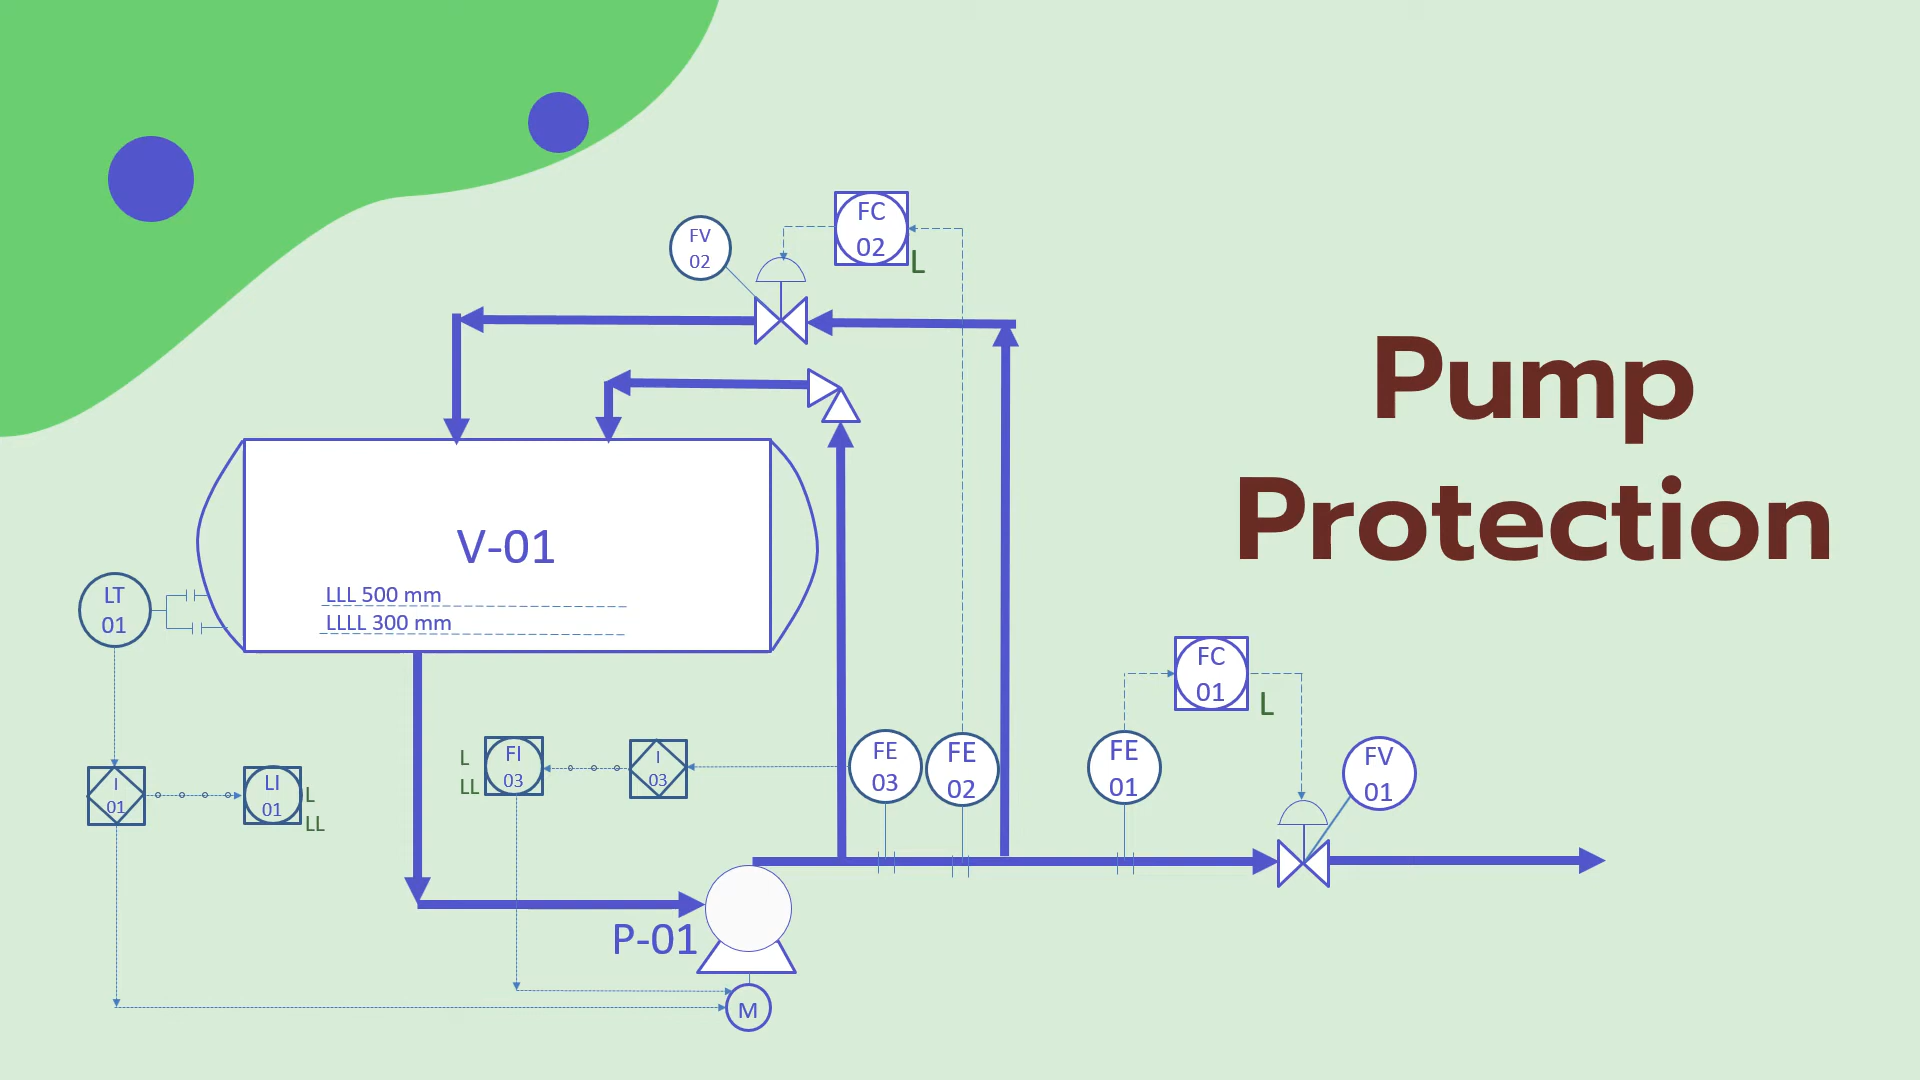 FC
02
L
FV
02
Pump
Protection
V-01
LLL 500 mm
LLLL 300 mm
LT
01
FC
01
L
FE
03
FE
02
FE
01
FV
01
L
LL
FI
03
I
03
I
01
LI
01
L
LL
P-01
M